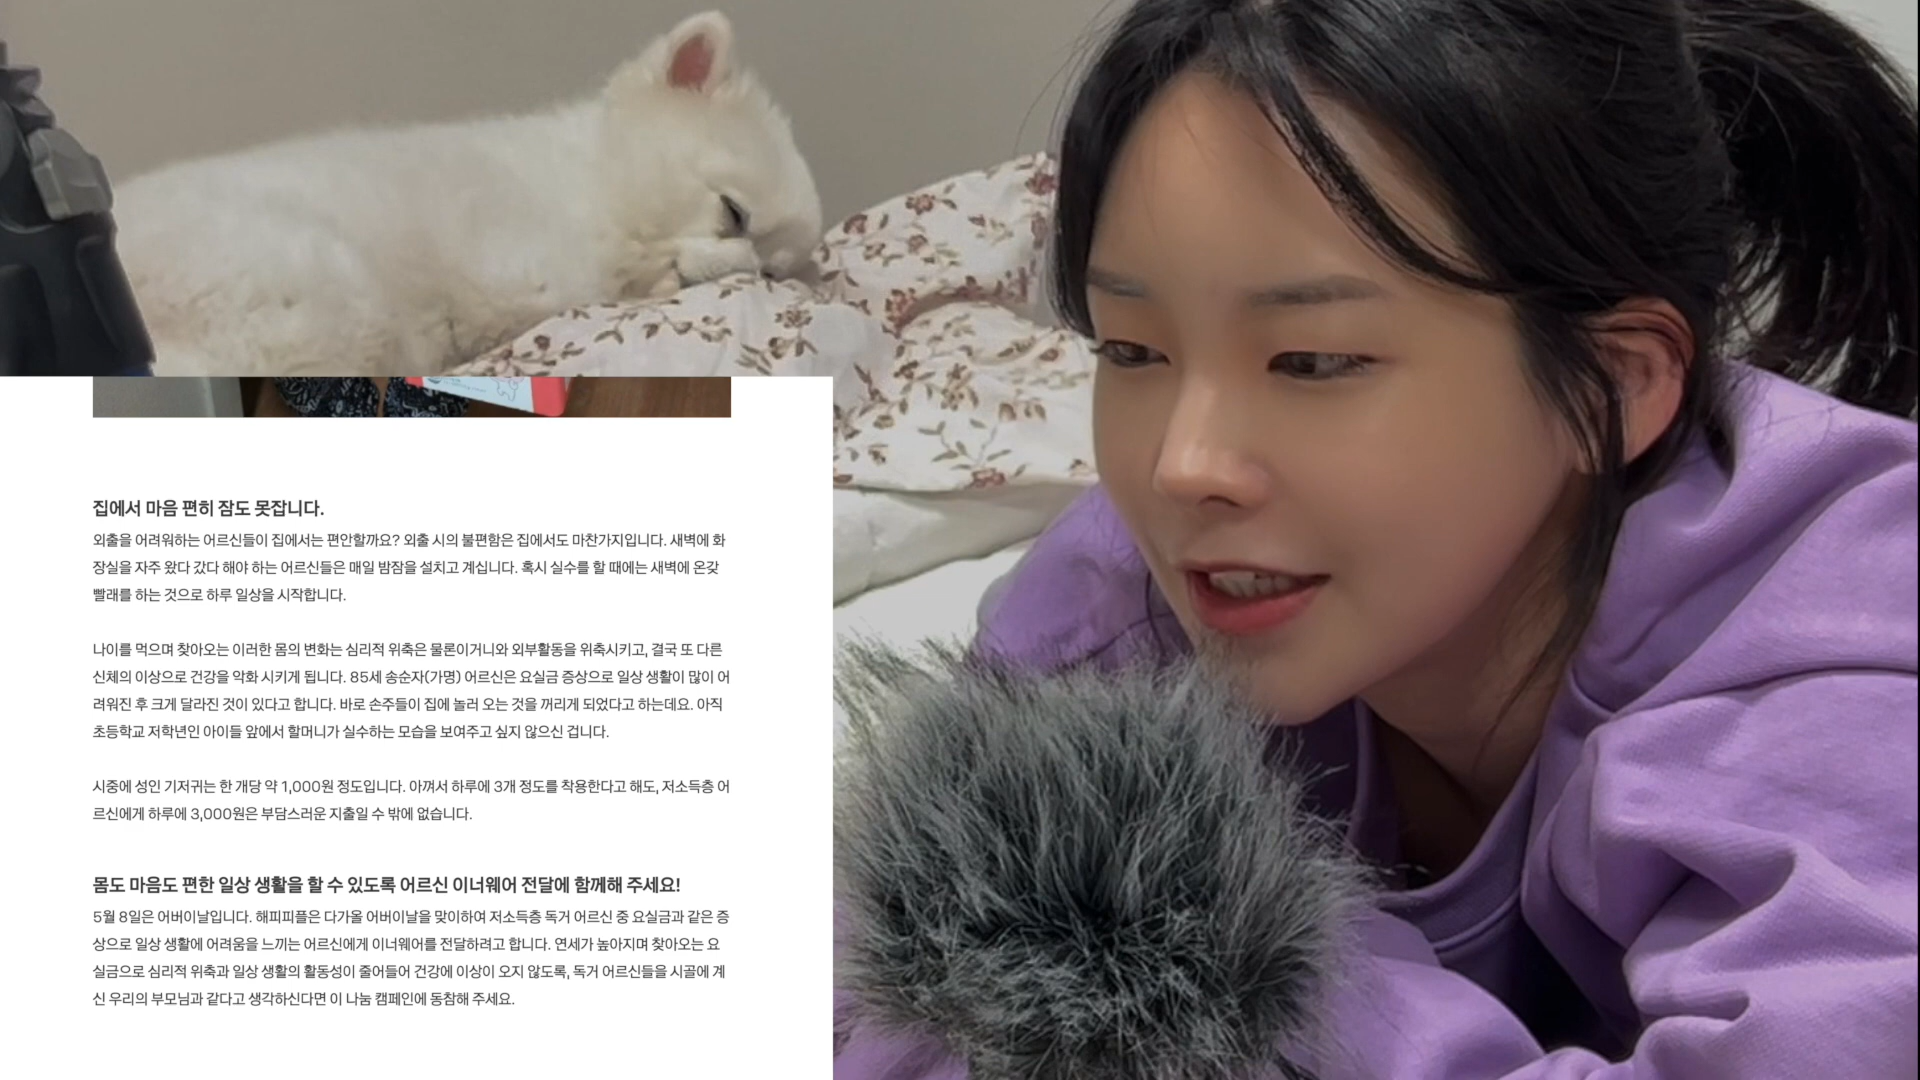 집에서 마음 편히 잠도 못잡니다.
외출을 어려워하는 어르신들이 집에서는 편안할까요? 외출 시의 불편함은 집에서도 마찬가지입니다. 새벽에 화
장실을 자주 왔다 갔다 해야 하는 어르신들은 매일 밤잠을 설치고 계십니다. 혹시 실수를 할 때에는 새벽에 온갖
빨래를 하는 것으로 하루 일상을 시작합니다.
나이를 먹으며 찾아오는 이러한 몸의 변화는 심리적 위축은 물론이거니와 외부활동을 위축시키고, 결국 또 다른
신체의 이상으로 건강을 악화 시키게 됩니다. 85세 송순자(가명) 어르신은 요실금 증상으로 일상 생활이 많이 어
려워진 후 크게 달라진 것이 있다고 합니다. 바로 손주들이 집에 놀러 오는 것을 꺼리게 되었다고 하는데요. 아직
초등학교 저학년인 아이들 앞에서 할머니가 실수하는 모습을 보여주고 싶지 않으신 겁니다.
시중에 성인 기저귀는 한 개당 약 1,000원 정도입니다. 아껴서 하루에 3개 정도를 착용한다고 해도, 저소득층 어
르신에게 하루에 3,000원은 부담스러운 지출일 수 밖에 없습니다.
몸도 마음도 편한 일상 생활을 할 수 있도록 어르신 이너웨어 전달에 함께해 주세요!
5월 8일은 어버이날입니다. 해피피플은 다가올 어버이날을 맞이하여 저소득층 독거 어르신 중 요실금과 같은 증
상으로 일상 생활에 어려움을 느끼는 어르신에게 이너웨어를 전달하려고 합니다. 연세가 높아지며 찾아오는 요
실금으로 심리적 위축과 일상 생활의 활동성이 줄어들어 건강에 이상이 오지 않도록, 독거 어르신들을 시골에 계
신 우리의 부모님과 같다고 생각하신다면 이 나눔 캠페인에 동참해 주세요.